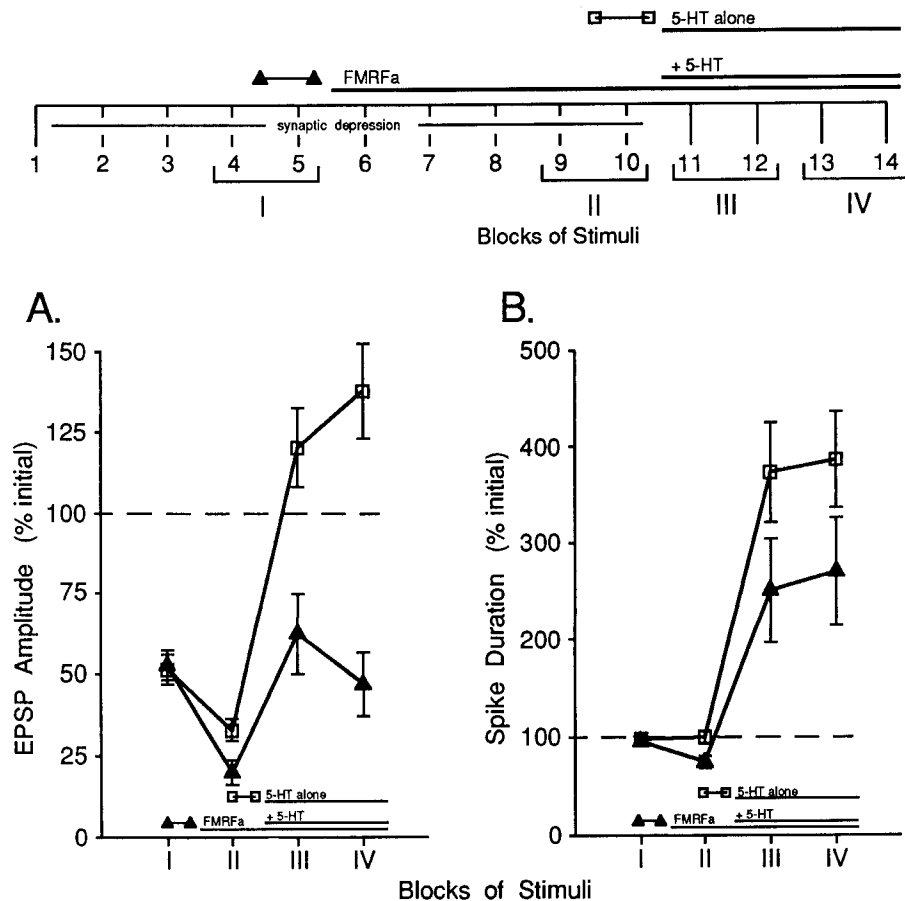 5-HT alone
+ 5-HT
FMRFa
synaptic depression
1 2 3 4 5 6 7 8 9 10 11 12 13 14
I II III IV
Blocks of Stimuli
A.
EPSP Amplitude (% initial)
150
125
100
75
50
25
0
5-HT alone
+ 5-HT
FMRFa
I II III IV
B.
Spike Duration (% initial)
500
400
300
200
100
0
5-HT alone
+ 5-HT
FMRFa
I II III IV
Blocks of Stimuli